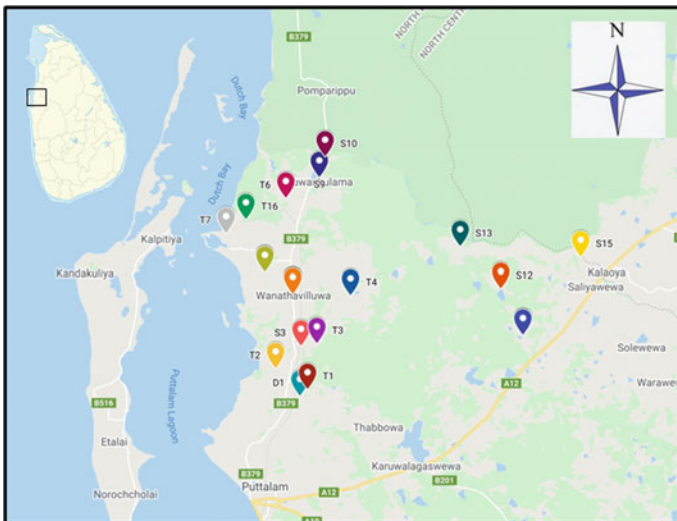 B379
NORTH
NORTH CENTR
N
Dutch Bay
Pomparippu
S10
S9
T6
Dutch Bay
T16
T7
Kalpitiya
B379
S13
S15
Kandakuliya
T4
S12
Kalaoya
Saliyawewa
Wanathavilluwa
S3
T3
Solewewa
T2
D1
T1
A12
Warawe
B379
B516
Puttalam Lagoon
Thabbowa
Etalai
Karuwalagaswewa
B379
B201
Puttalam
A12
Norochcholai